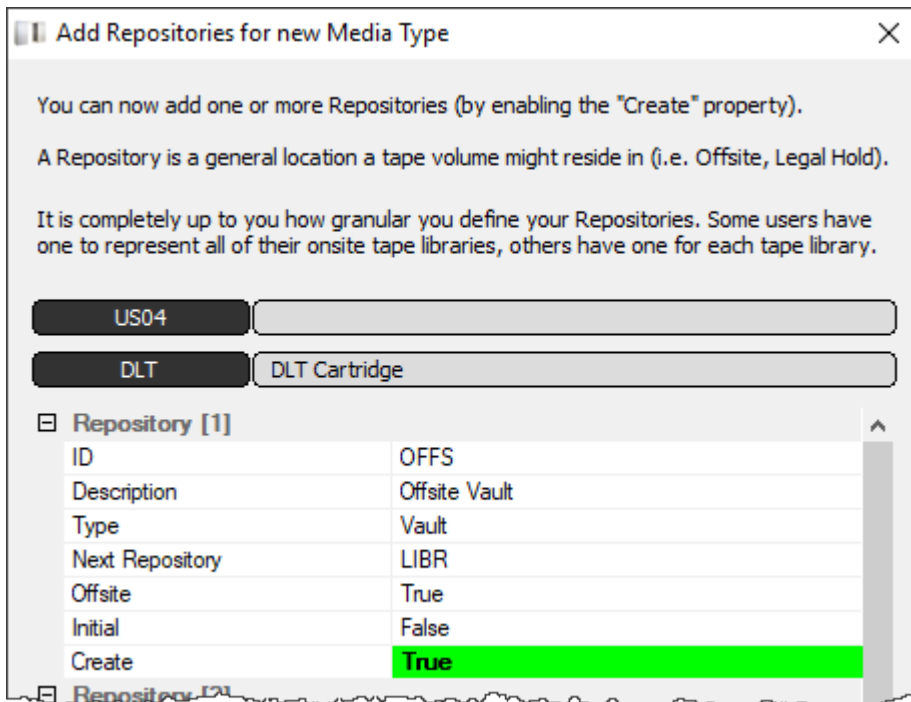 Add Repositories for new Media Type
You can now add one or more Repositories (by enabling the "Create" property).
A Repository is a general location a tape volume might reside in (i.e. Offsite, Legal Hold).
It is completely up to you how granular you define your Repositories. Some users have
one to represent all of their onsite tape libraries, others have one for each tape library.
US04
DLT DLT Cartridge
Repository [1]
ID OFFS
Description Offsite Vault
Type Vault
Next Repository LIBR
Offsite True
Initial False
Create True
Repository [2]